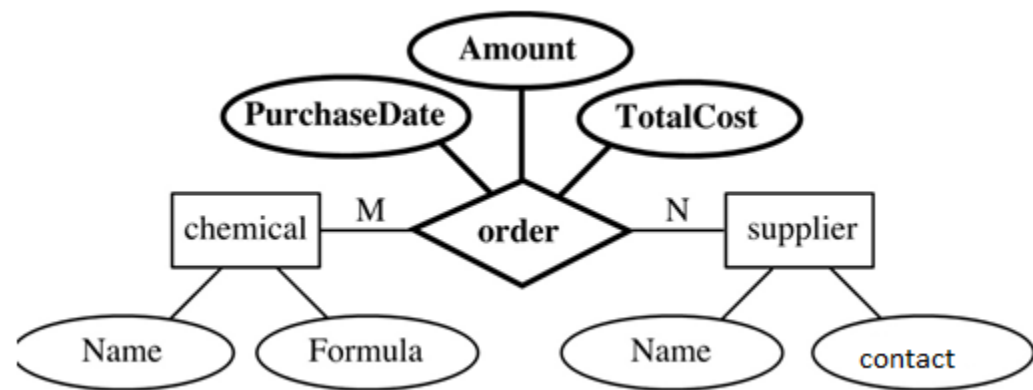 Amount
PurchaseDate
TotalCost
chemical
M
order
N
supplier
Name
Formula
Name
contact